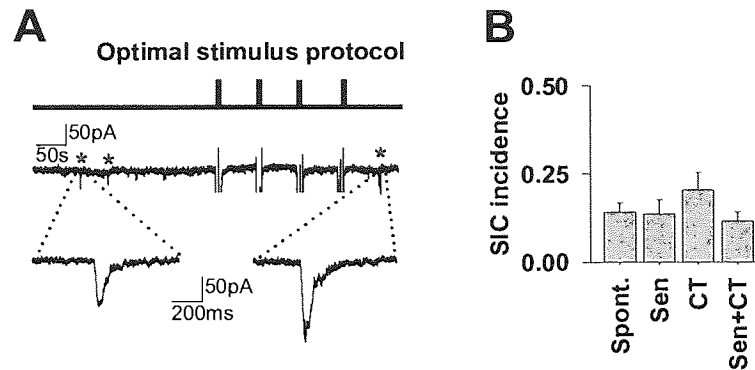 A
Optimal stimulus protocol
50pA
50s
*
*
*
50pA
200ms
B
SIC incidence
0.50
0.25
0.00
Spont.
Sen
CT
Sen+CT